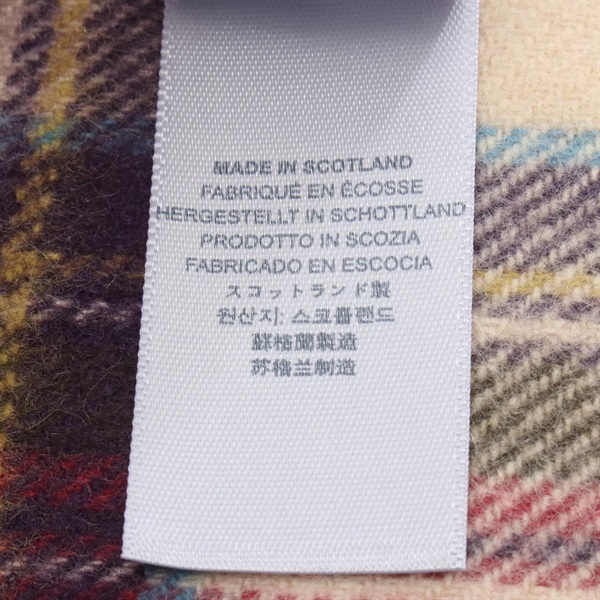 MADE IN SCOTLAND
FABRIQUÉ EN ÉCOSSE
HERGESTELLT IN SCHOTTLAND
PRODOTTO IN SCOZIA
FABRICADO EN ESCOCIA
スコットランド製
원산지: 스코틀랜드
蘇格蘭製造
苏格兰制造